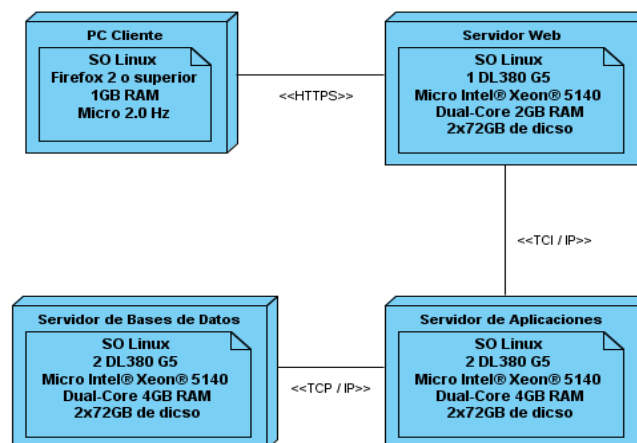 PC Cliente
SO Linux
Firefox 2 o superior
1GB RAM
Micro 2.0 Hz
<<HTTPS>>
Servidor Web
SO Linux
1 DL380 G5
Micro Intel® Xeon® 5140
Dual-Core 2GB RAM
2x72GB de dicso
<<TCI / IP>>
Servidor de Bases de Datos
SO Linux
2 DL380 G5
Micro Intel® Xeon® 5140
Dual-Core 4GB RAM
2x72GB de dicso
<<TCP / IP>>
Servidor de Aplicaciones
SO Linux
2 DL380 G5
Micro Intel® Xeon® 5140
Dual-Core 4GB RAM
2x72GB de dicso